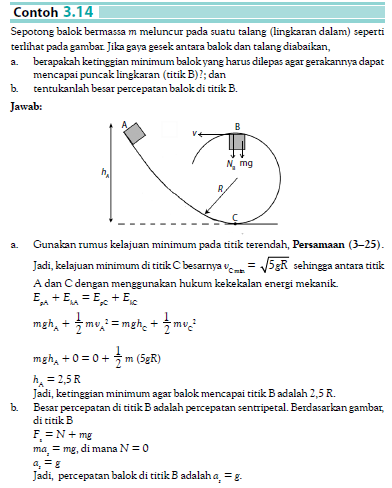 Contoh 3.14
Sepotong balok bermassa m meluncur pada suatu talang (lingkaran dalam) seperti
terlihat pada gambar. Jika gaya gesek antara balok dan talang diabaikan,
a. berapakah ketinggian minimum balok yang harus dilepas agar gerakannya dapat
mencapai puncak lingkaran (titik B)?; dan
b. tentukanlah besar percepatan balok di titik B.
Jawab:
A
v
B
N_B mg
h_A
R
C
a. Gunakan rumus kelajuan minimum pada titik terendah, Persamaan (3–25).
Jadi, kelajuan minimum di titik C besarnya v_C min = √5gR sehingga antara titik
A dan C dengan menggunakan hukum kekekalan energi mekanik.
E_pA + E_kA = E_pC + E_kC
mgh_A + 1/2 mv_A² = mgh_C + 1/2 mv_C²
mgh_A + 0 = 0 + 1/2 m (5gR)
h_A = 2,5 R
Jadi, ketinggian minimum agar balok mencapai titik B adalah 2,5 R.
b. Besar percepatan di titik B adalah percepatan sentripetal. Berdasarkan gambar,
di titik B
F_s = N + mg
ma_s = mg, di mana N = 0
a_s = g
Jadi, percepatan balok di titik B adalah a_s = g.